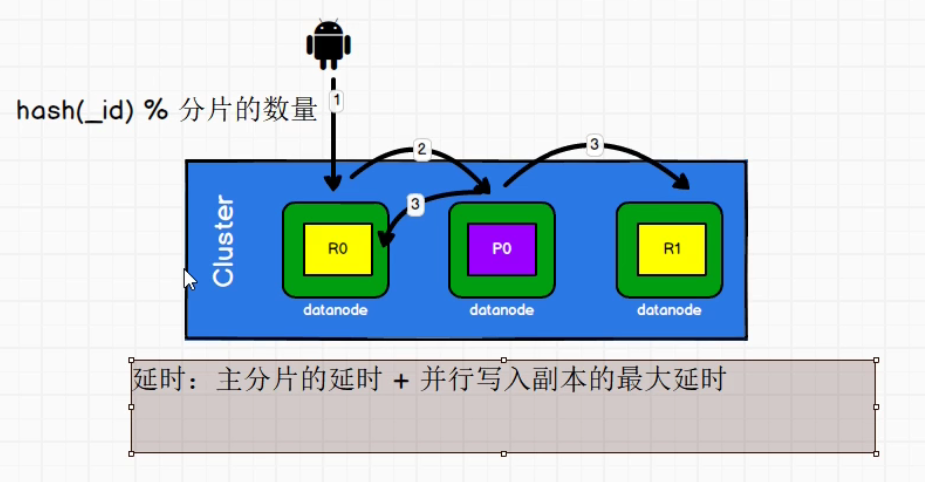 1
hash(_id) % 分片的数量
2
3
3
Cluster
R0
P0
R1
datanode
datanode
datanode
延时：主分片的延时 + 并行写入副本的最大延时